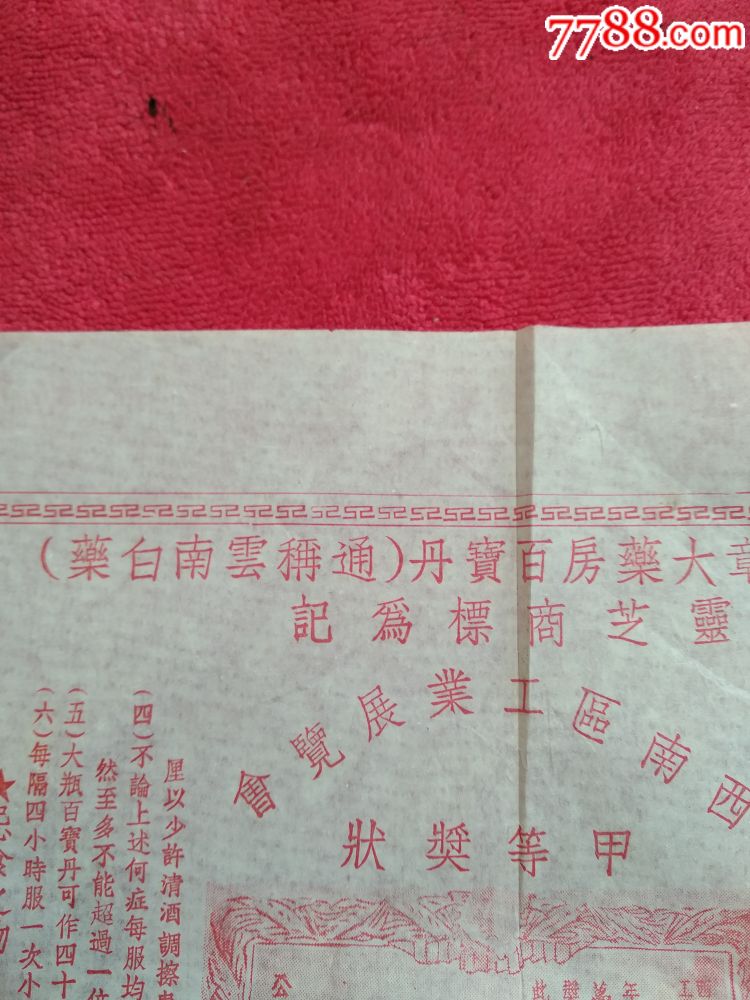 7788.com
章大藥房百寶丹(通稱雲南白藥)
靈芝商標為記
西南區工業展覽會
甲等獎狀
厘以少許清酒調擦患
(四)不論上述何症每服均
然至多不能超過一位
(五)大瓶百寶丹可作四十
(六)每隔四小時服一次小
公